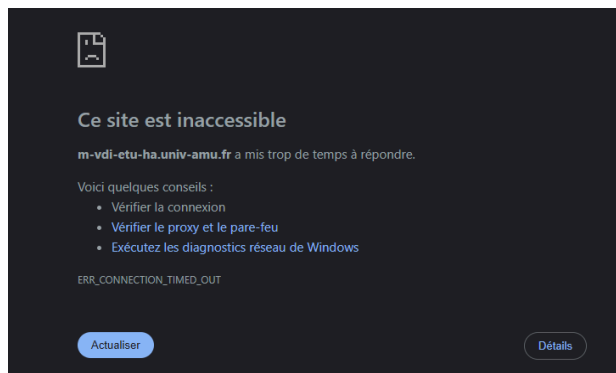 Ce site est inaccessible
m-vdi-etu-ha.univ-amu.fr a mis trop de temps à répondre.
Voici quelques conseils :
• Vérifier la connexion
• Vérifier le proxy et le pare-feu
• Exécutez les diagnostics réseau de Windows
ERR_CONNECTION_TIMED_OUT
Actualiser
Détails